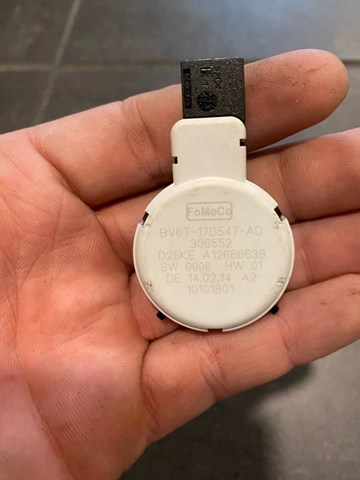 FoMoCo
BV6T-17D547-AD
306552
D25KE A12666638
SW 0008 HW 01
DE 14.02.14 A2
10101801